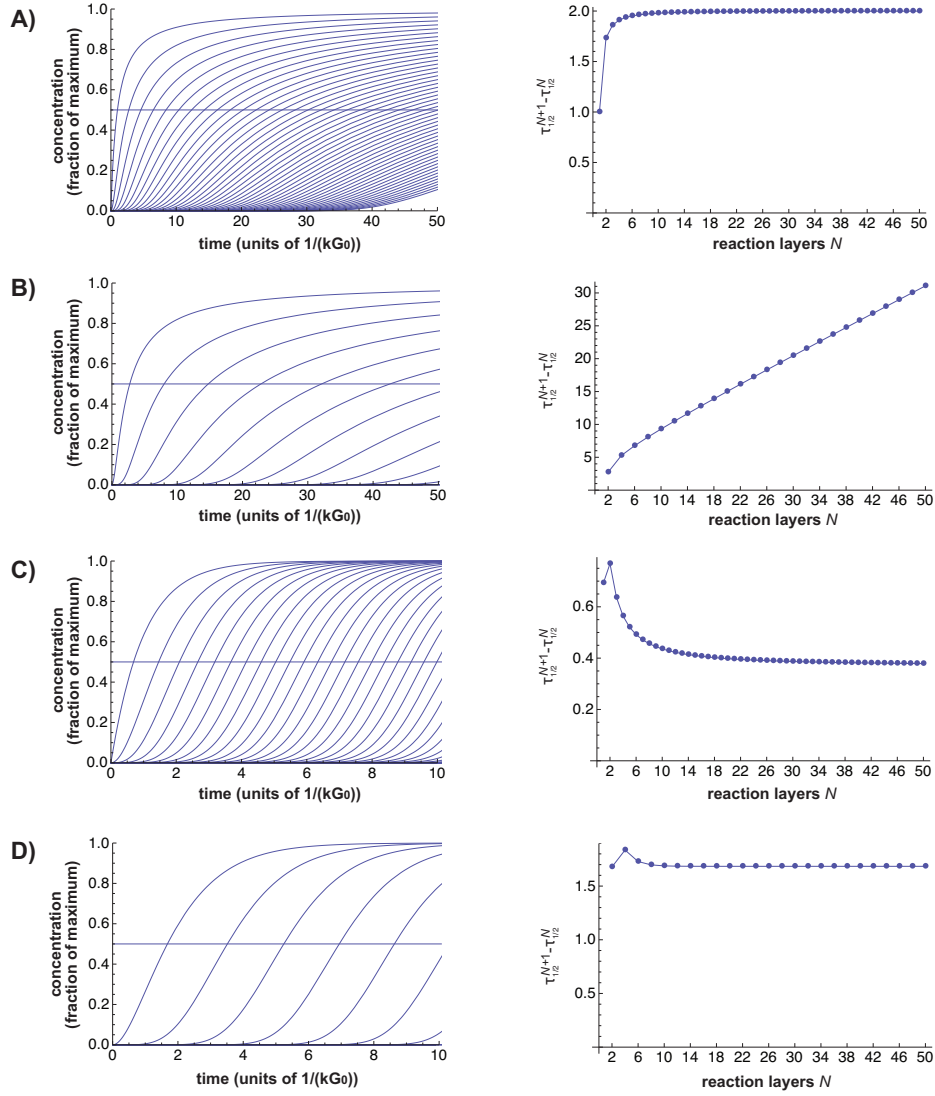 A)
concentration
(fraction of maximum)
1.0
0.8
0.6
0.4
0.2
0.0
0 10 20 30 40 50
time (units of 1/(kG₀))
τ₁/₂ᴺ⁺¹-τ₁/₂ᴺ
2.0
1.5
1.0
0.5
2 6 10 14 18 22 26 30 34 38 42 46 50
reaction layers N
B)
concentration
(fraction of maximum)
1.0
0.8
0.6
0.4
0.2
0.0
0 10 20 30 40 50
time (units of 1/(kG₀))
τ₁/₂ᴺ⁺¹-τ₁/₂ᴺ
30
25
20
15
10
5
2 6 10 14 18 22 26 30 34 38 42 46 50
reaction layers N
C)
concentration
(fraction of maximum)
1.0
0.8
0.6
0.4
0.2
0.0
0 2 4 6 8 10
time (units of 1/(kG₀))
τ₁/₂ᴺ⁺¹-τ₁/₂ᴺ
0.6
0.4
0.2
2 6 10 14 18 22 26 30 34 38 42 46 50
reaction layers N
D)
concentration
(fraction of maximum)
1.0
0.8
0.6
0.4
0.2
0.0
0 2 4 6 8 10
time (units of 1/(kG₀))
τ₁/₂ᴺ⁺¹-τ₁/₂ᴺ
1.5
1.0
0.5
2 6 10 14 18 22 26 30 34 38 42 46 50
reaction layers N